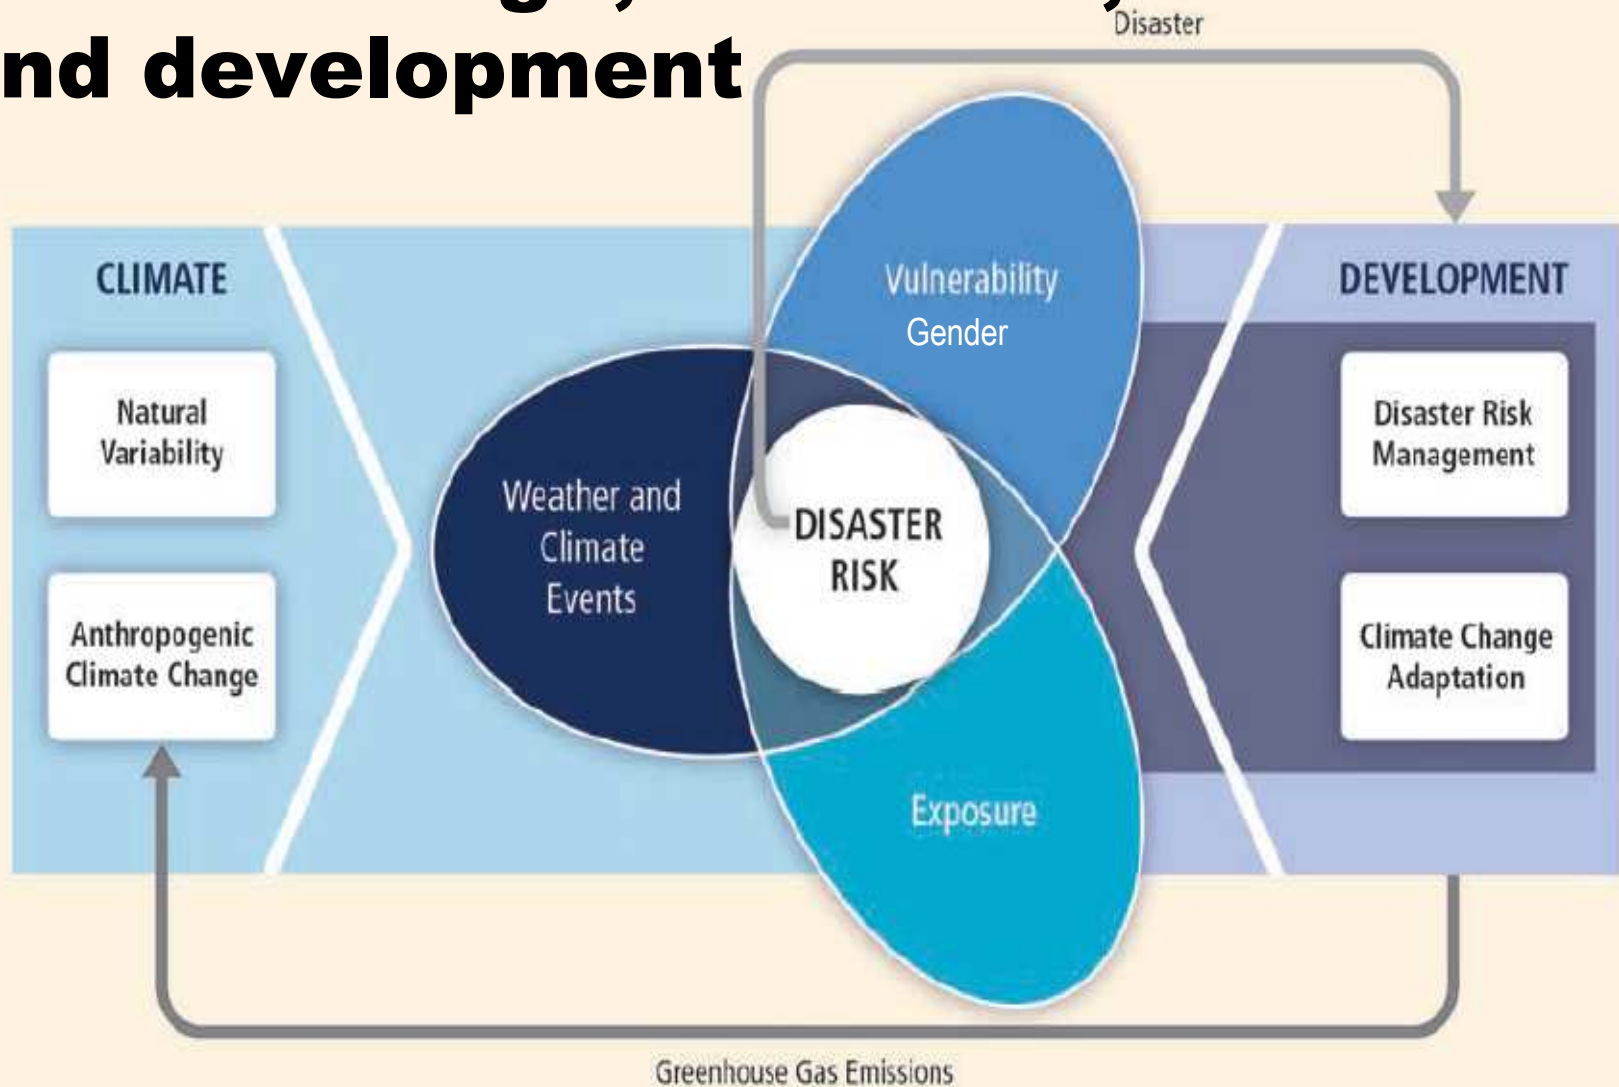 nd development
Disaster
CLIMATE
Natural
Variability
Anthropogenic
Climate Change
Weather and
Climate
Events
Vulnerability
Gender
DISASTER
RISK
Exposure
DEVELOPMENT
Disaster Risk
Management
Climate Change
Adaptation
Greenhouse Gas Emissions